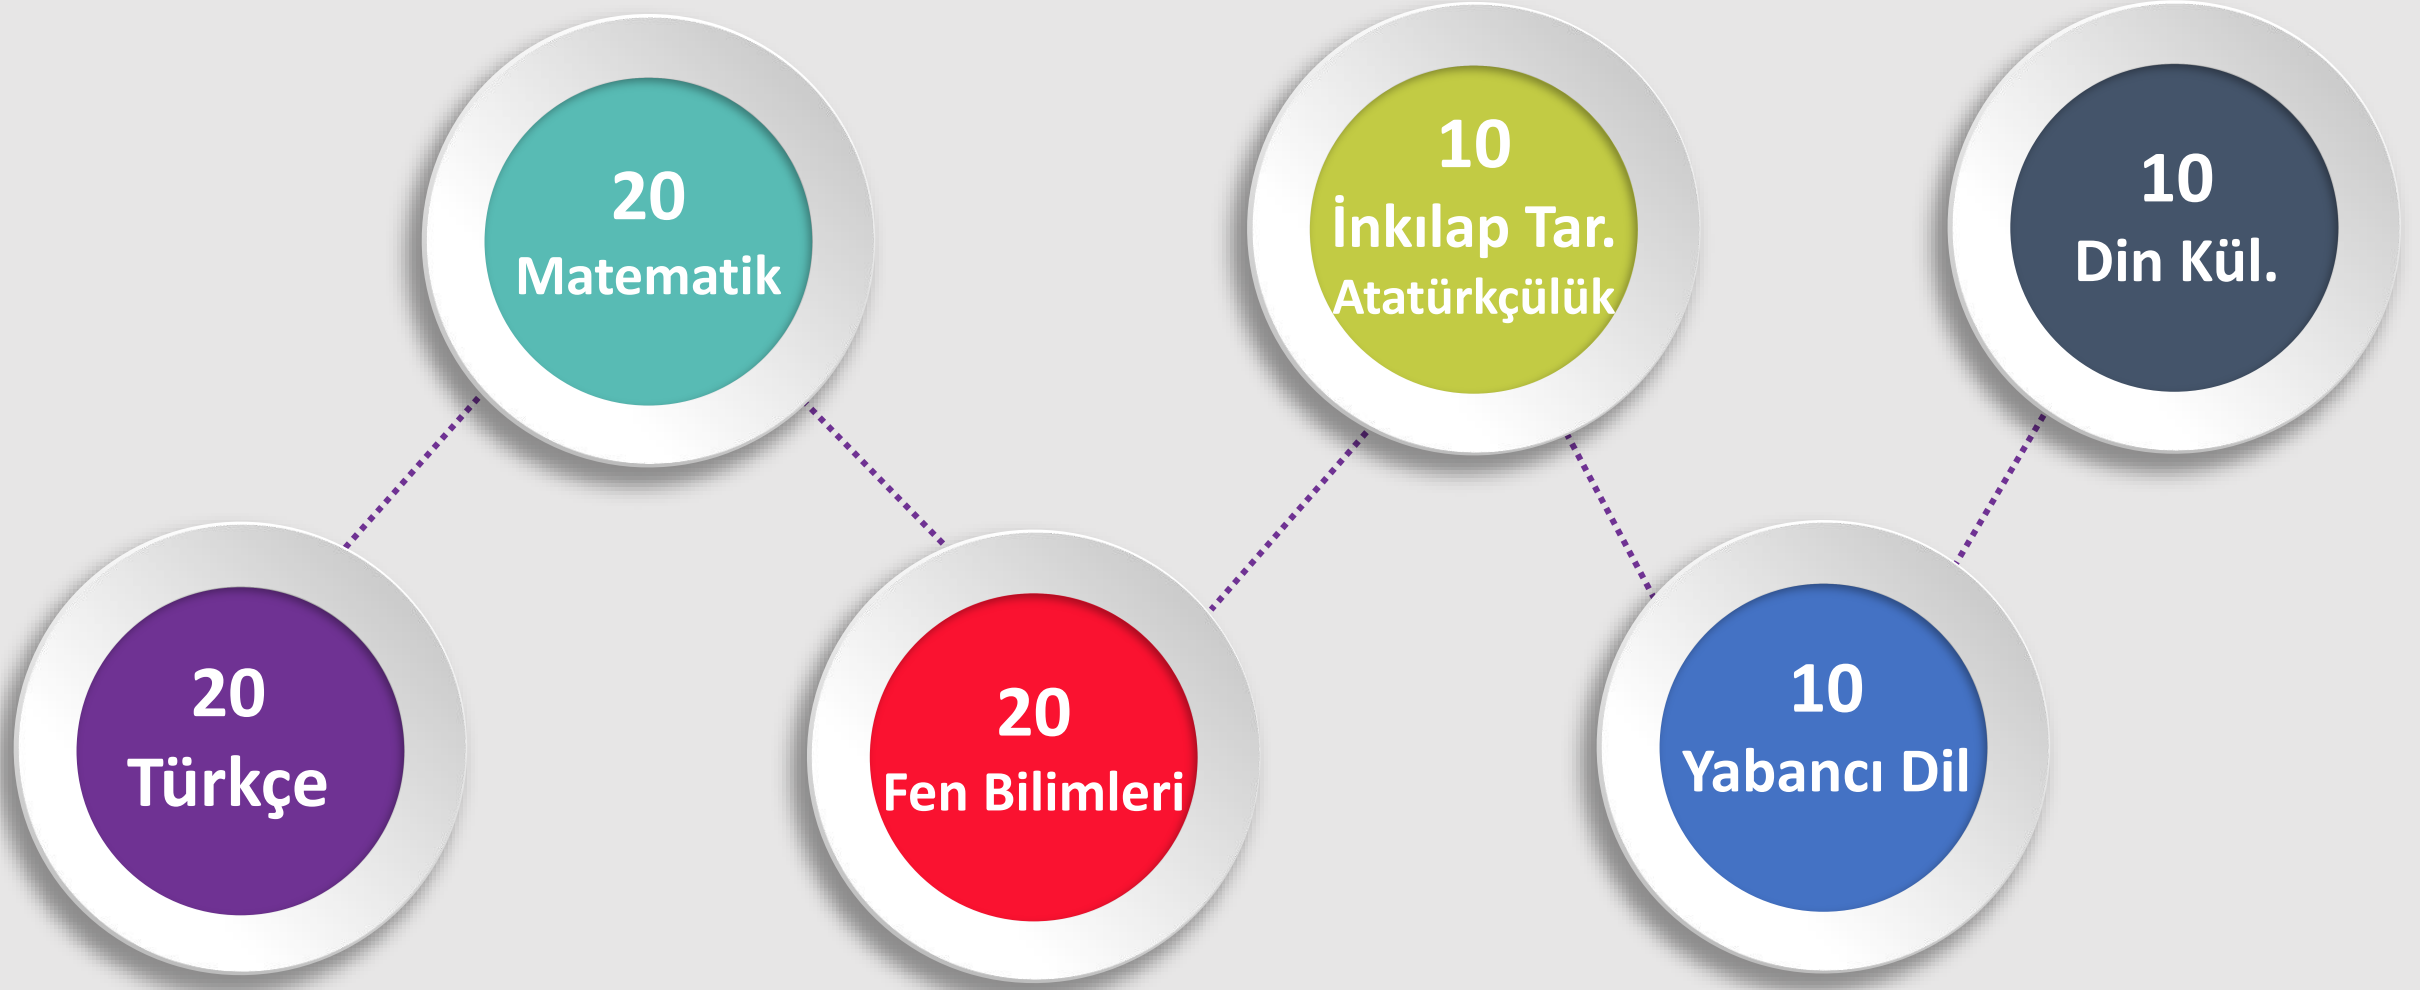 20
Türkçe
20
Matematik
20
Fen Bilimleri
10
İnkılap Tar.
Atatürkçülük
10
Yabancı Dil
10
Din Kül.